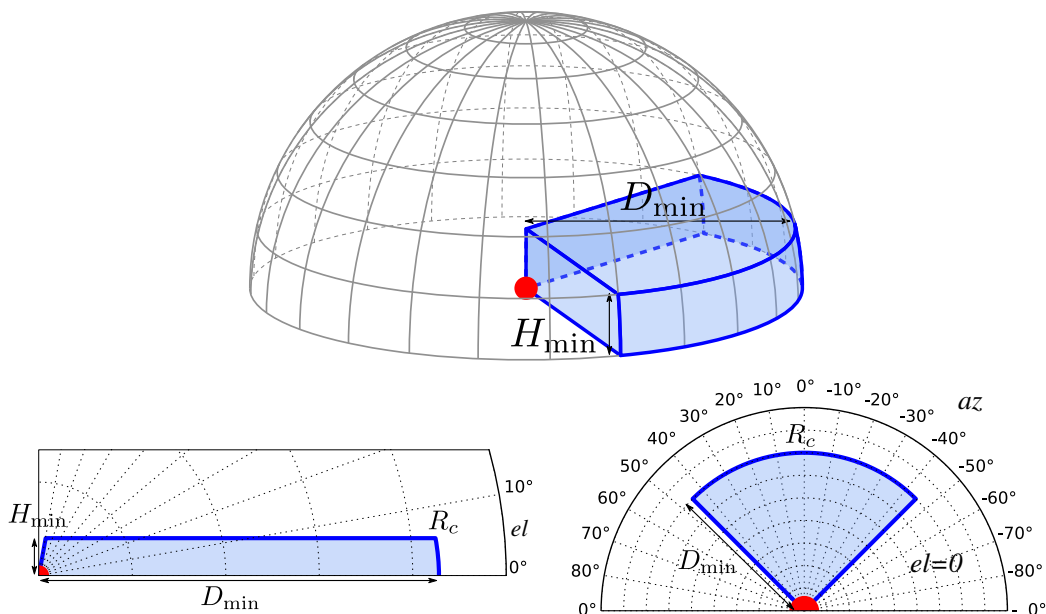 D_min
H_min
0°
10° -10°
20° -20°
az
30° -30°
40° R_c -40°
50° -50°
60° -60°
70° -70°
80° -80°
0° - 0°
D_min
el=0
10°
H_min
R_c
el
0°
D_min